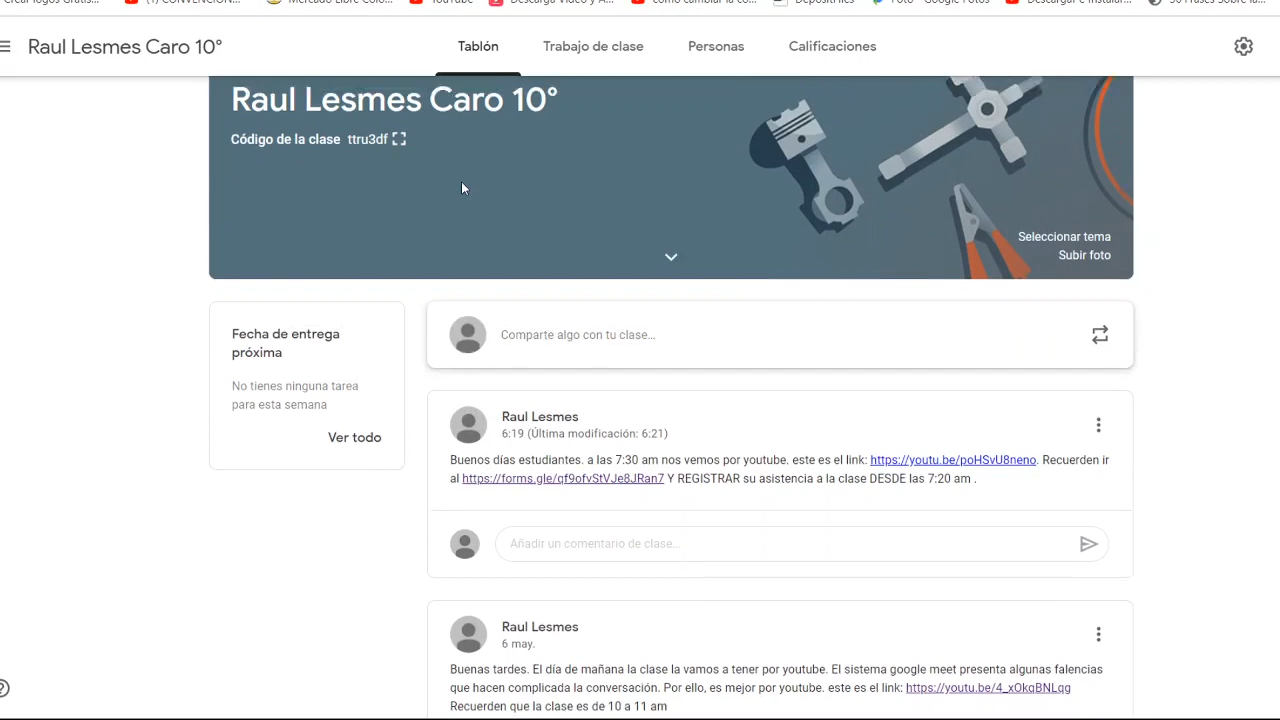 Raul Lesmes Caro 10°
Tablón
Trabajo de clase
Personas
Calificaciones
Raul Lesmes Caro 10°
Código de la clase ttru3df
Seleccionar tema
Subir foto
Fecha de entrega
próxima
No tienes ninguna tarea
para esta semana
Ver todo
Comparte algo con tu clase...
Raul Lesmes
6:19 (Última modificación: 6:21)
Buenos días estudiantes. a las 7:30 am nos vemos por youtube. este es el link: https://youtu.be/poHSvU8neno. Recuerden ir
al https://forms.gle/qf9ofvStVJe8JRan7 Y REGISTRAR su asistencia a la clase DESDE las 7:20 am .
Añadir un comentario de clase...
Raul Lesmes
6 may.
Buenas tardes. El día de mañana la clase la vamos a tener por youtube. El sistema google meet presenta algunas falencias
que hacen complicada la conversación. Por ello, es mejor por youtube. este es el link: https://youtu.be/4_xOkqBNLqg
Recuerden que la clase es de 10 a 11 am